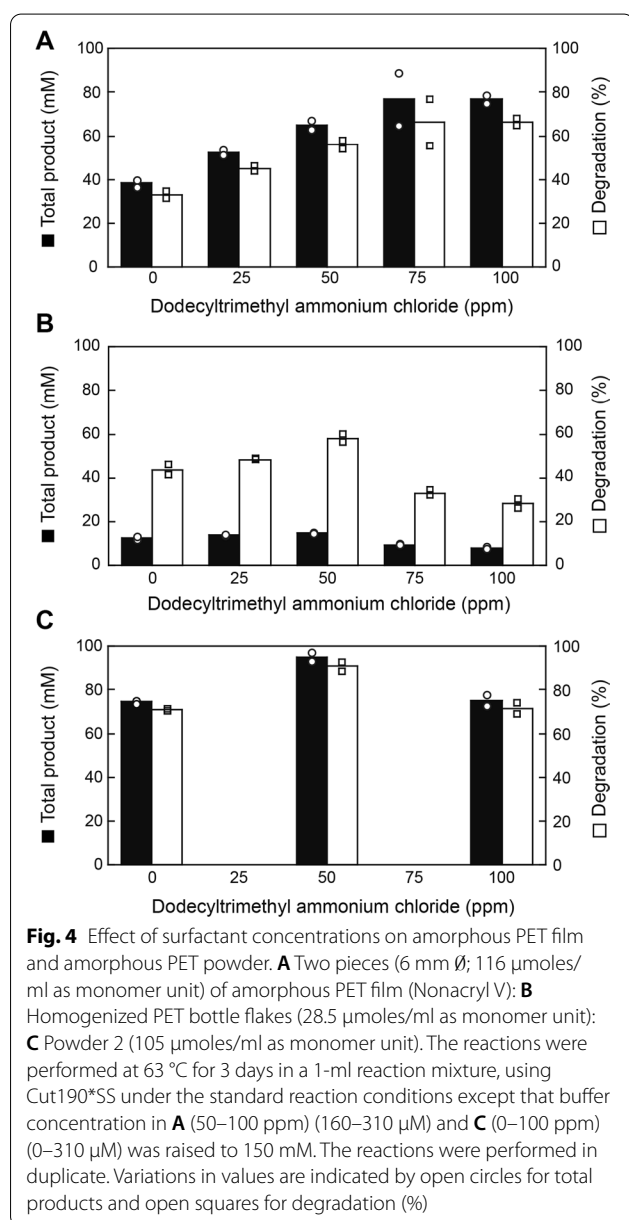 A
100
80
60
40
20
0
■ Total product (mM)
100
80
60
40
20
0
□ Degradation (%)
0 25 50 75 100
Dodecyltrimethyl ammonium chloride (ppm)
B
100
80
60
40
20
0
■ Total product (mM)
100
80
60
40
20
0
□ Degradation (%)
0 25 50 75 100
Dodecyltrimethyl ammonium chloride (ppm)
C
100
80
60
40
20
0
■ Total product (mM)
100
80
60
40
20
0
□ Degradation (%)
0 25 50 75 100
Dodecyltrimethyl ammonium chloride (ppm)
Fig. 4 Effect of surfactant concentrations on amorphous PET film
and amorphous PET powder. A Two pieces (6 mm Ø; 116 μmoles/
ml as monomer unit) of amorphous PET film (Nonacryl V): B
Homogenized PET bottle flakes (28.5 μmoles/ml as monomer unit):
C Powder 2 (105 μmoles/ml as monomer unit). The reactions were
performed at 63 °C for 3 days in a 1-ml reaction mixture, using
Cut190*SS under the standard reaction conditions except that buffer
concentration in A (50–100 ppm) (160–310 μM) and C (0–100 ppm)
(0–310 μM) was raised to 150 mM. The reactions were performed in
duplicate. Variations in values are indicated by open circles for total
products and open squares for degradation (%)